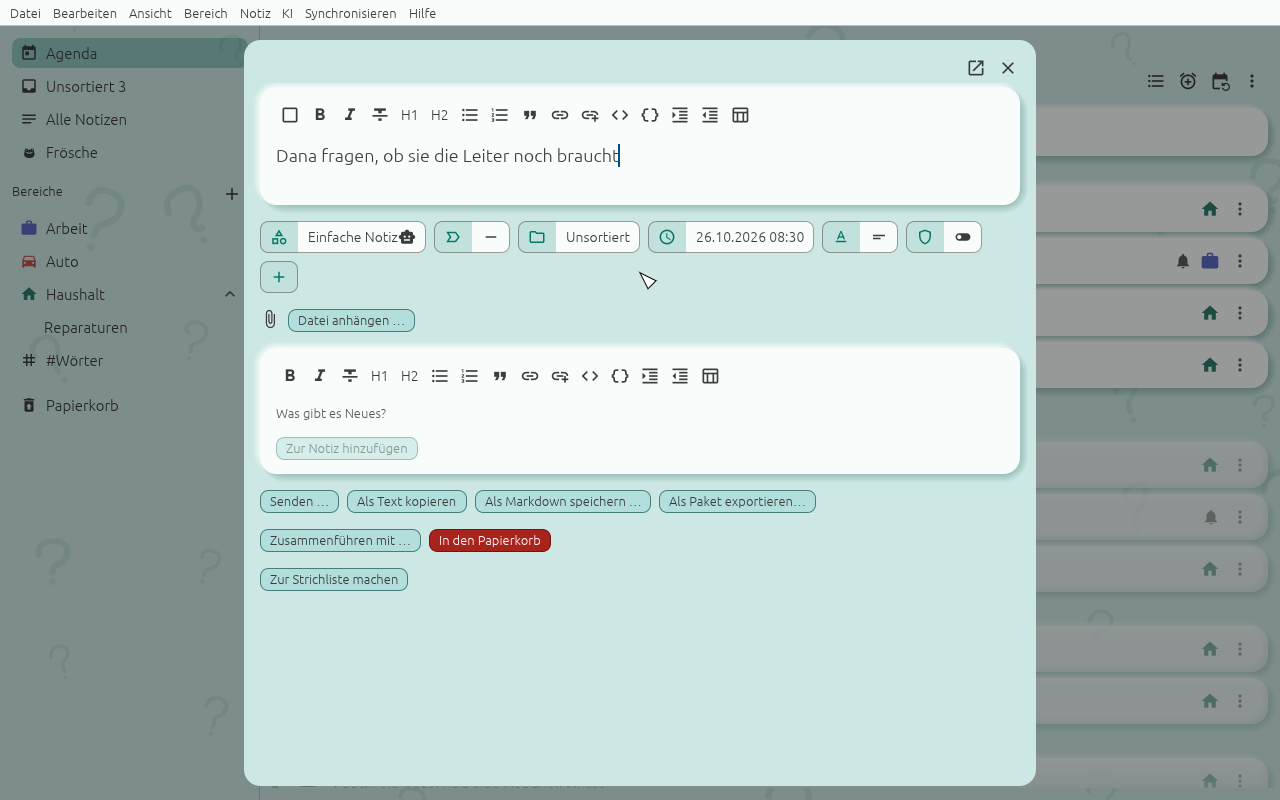 Datei Bearbeiten Ansicht Bereich Notiz KI Synchronisieren Hilfe
Agenda
Unsortiert 3
Alle Notizen
Frösche
Bereiche
Arbeit
Auto
Haushalt
Reparaturen
#Wörter
Papierkorb
H1 H2
Dana fragen, ob sie die Leiter noch braucht
Einfache Notiz Unsortiert 26.10.2026 08:30
Datei anhängen …
H1 H2
Was gibt es Neues?
Zur Notiz hinzufügen
Senden … Als Text kopieren Als Markdown speichern … Als Paket exportieren…
Zusammenführen mit … In den Papierkorb
Zur Strichliste machen